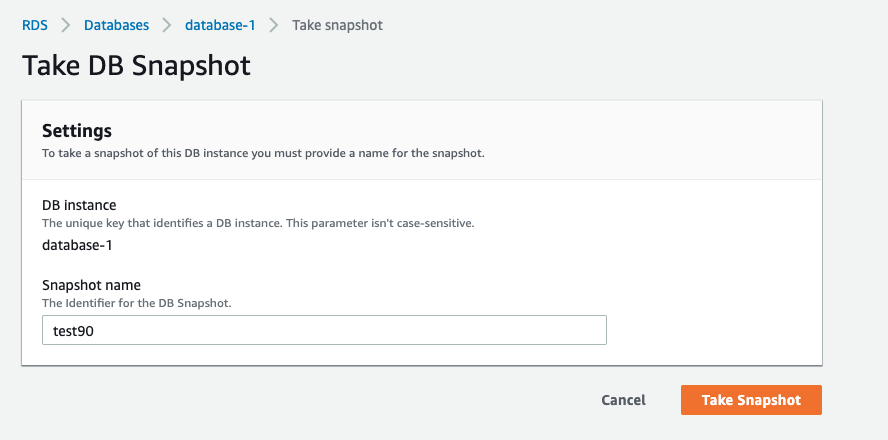 RDS > Databases > database-1 > Take snapshot
Take DB Snapshot
Settings
To take a snapshot of this DB instance you must provide a name for the snapshot.
DB instance
The unique key that identifies a DB instance. This parameter isn't case-sensitive.
database-1
Snapshot name
The Identifier for the DB Snapshot.
test90
Cancel Take Snapshot